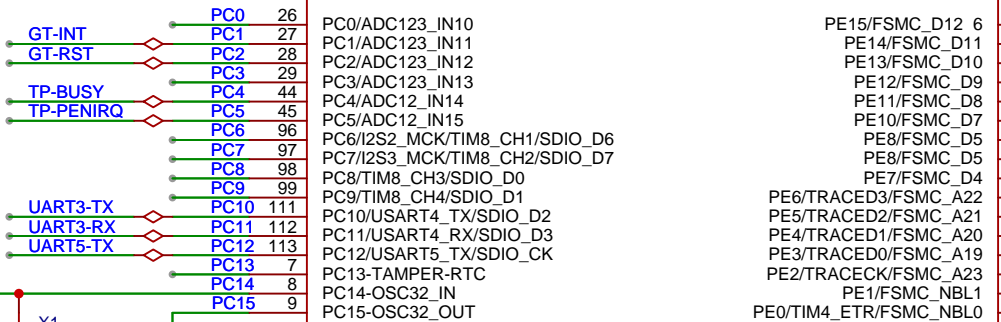 PC0 26 PC0/ADC123_IN10 PE15/FSMC_D12 6
GT-INT PC1 27 PC1/ADC123_IN11 PE14/FSMC_D11
GT-RST PC2 28 PC2/ADC123_IN12 PE13/FSMC_D10
PC3 29 PC3/ADC123_IN13 PE12/FSMC_D9
TP-BUSY PC4 44 PC4/ADC12_IN14 PE11/FSMC_D8
TP-PENIRQ PC5 45 PC5/ADC12_IN15 PE10/FSMC_D7
PC6 96 PC6/I2S2_MCK/TIM8_CH1/SDIO_D6 PE8/FSMC_D5
PC7 97 PC7/I2S3_MCK/TIM8_CH2/SDIO_D7 PE8/FSMC_D5
PC8 98 PC8/TIM8_CH3/SDIO_D0 PE7/FSMC_D4
PC9 99 PC9/TIM8_CH4/SDIO_D1 PE6/TRACED3/FSMC_A22
UART3-TX PC10 111 PC10/USART4_TX/SDIO_D2 PE5/TRACED2/FSMC_A21
UART3-RX PC11 112 PC11/USART4_RX/SDIO_D3 PE4/TRACED1/FSMC_A20
UART5-TX PC12 113 PC12/USART5_TX/SDIO_CK PE3/TRACED0/FSMC_A19
PC13 7 PC13-TAMPER-RTC PE2/TRACECK/FSMC_A23
PC14 8 PC14-OSC32_IN PE1/FSMC_NBL1
PC15 9 PC15-OSC32_OUT PE0/TIM4_ETR/FSMC_NBL0
X1